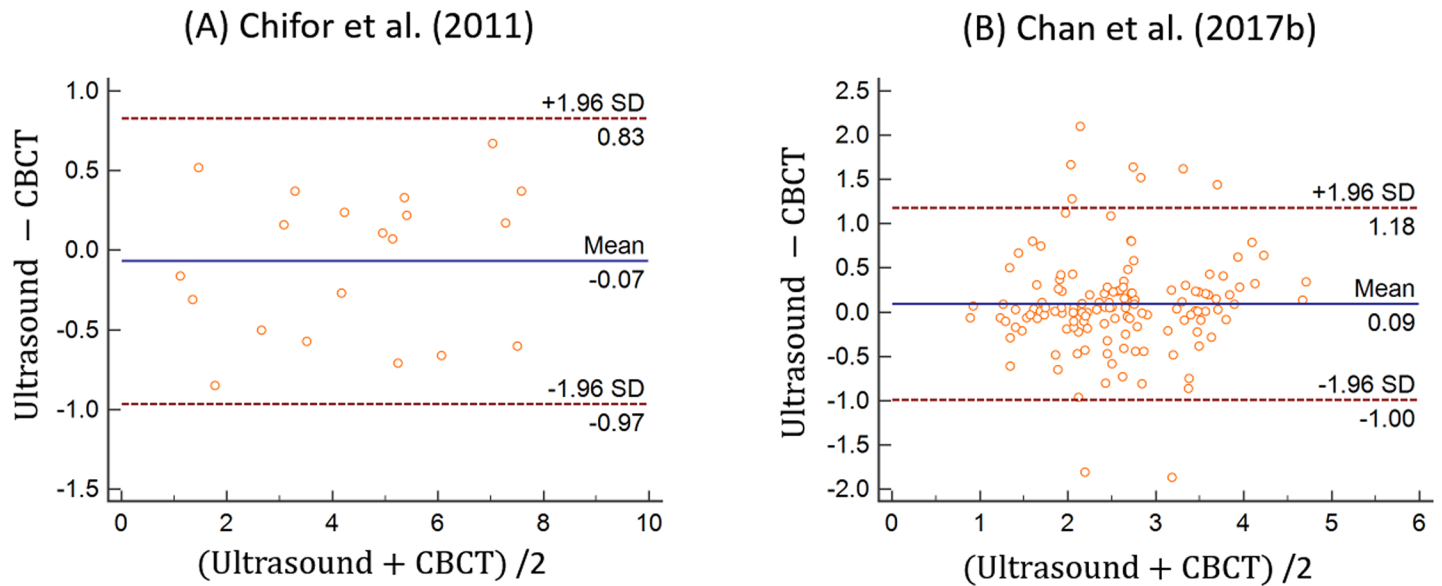 (A) Chifor et al. (2011)
Ultrasound − CBCT
1.0
0.5
0.0
-0.5
-1.0
-1.5
+1.96 SD
0.83
Mean
-0.07
-1.96 SD
-0.97
0 2 4 6 8 10
(Ultrasound + CBCT) /2
(B) Chan et al. (2017b)
Ultrasound − CBCT
2.5
2.0
1.5
1.0
0.5
0.0
-0.5
-1.0
-1.5
-2.0
+1.96 SD
1.18
Mean
0.09
-1.96 SD
-1.00
0 1 2 3 4 5 6
(Ultrasound + CBCT) /2